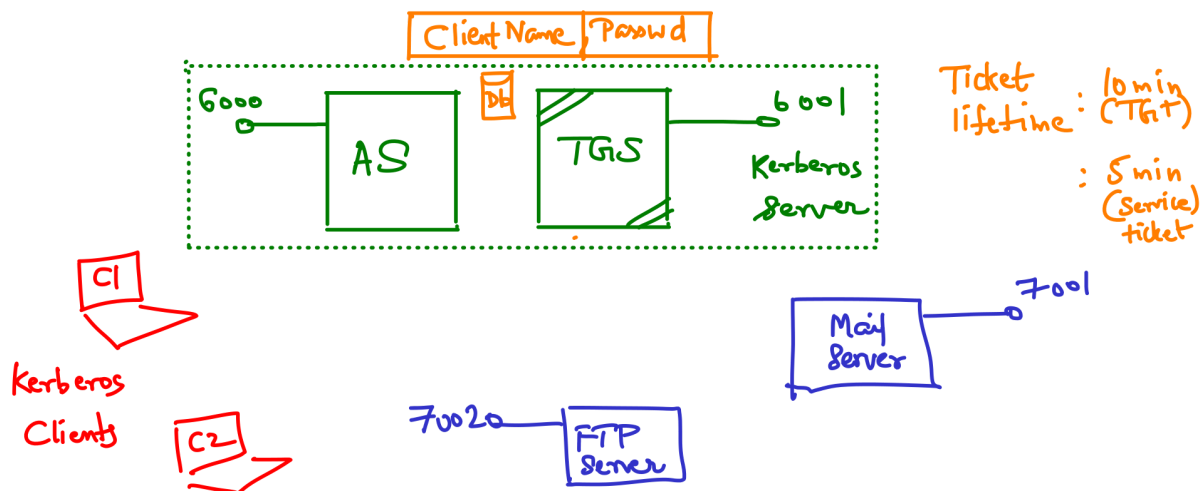 Client Name Passwd
6000
AS
Db
TGS
6001
Kerberos
Server
Ticket
lifetime : 10 min
(TGT)
: 5 min
(Service)
ticket
C1
Kerberos
Clients
C2
7002
FTP
Server
Mail
Server
7001